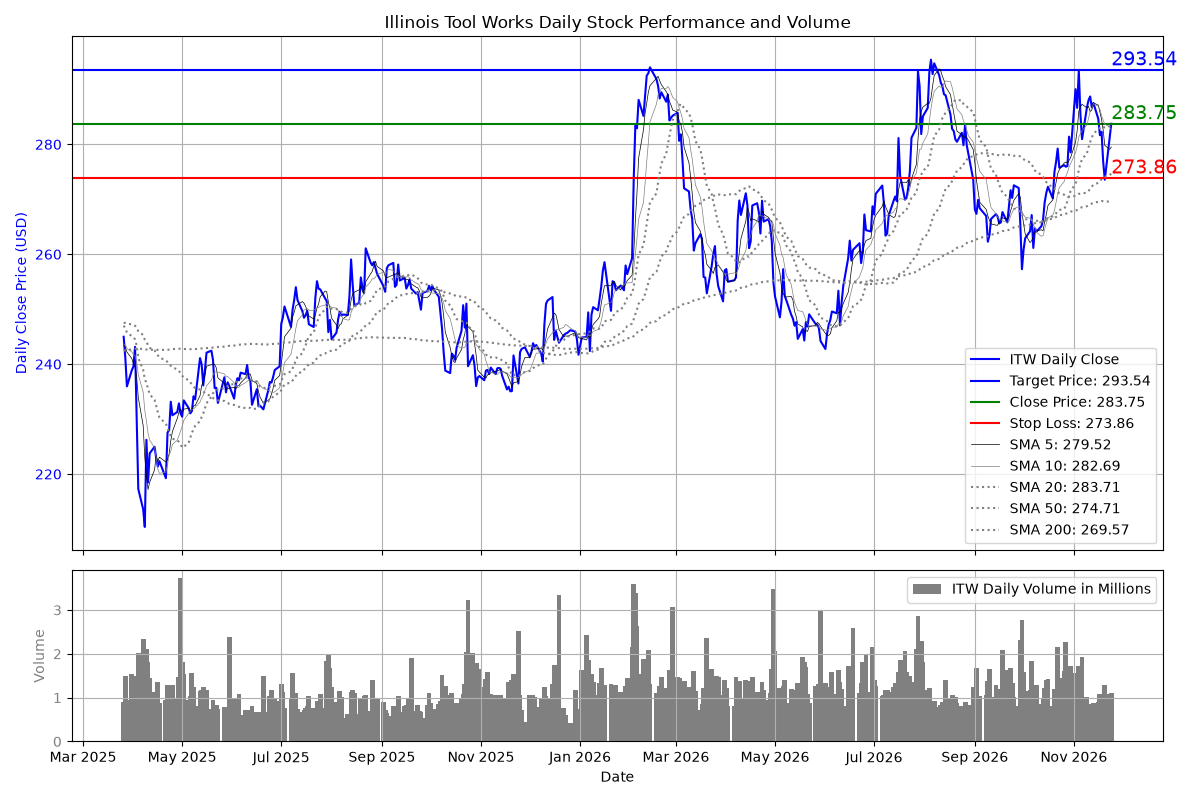 Illinois Tool Works Daily Stock Performance and Volume
293.54
283.75
273.86
280
260
240
220
Daily Close Price (USD)
ITW Daily Close
Target Price: 293.54
Close Price: 283.75
Stop Loss: 273.86
SMA 5: 279.52
SMA 10: 282.69
SMA 20: 283.71
SMA 50: 274.71
SMA 200: 269.57
ITW Daily Volume in Millions
3
2
1
0
Volume
Mar 2025 May 2025 Jul 2025 Sep 2025 Nov 2025 Jan 2026 Mar 2026 May 2026 Jul 2026 Sep 2026 Nov 2026
Date